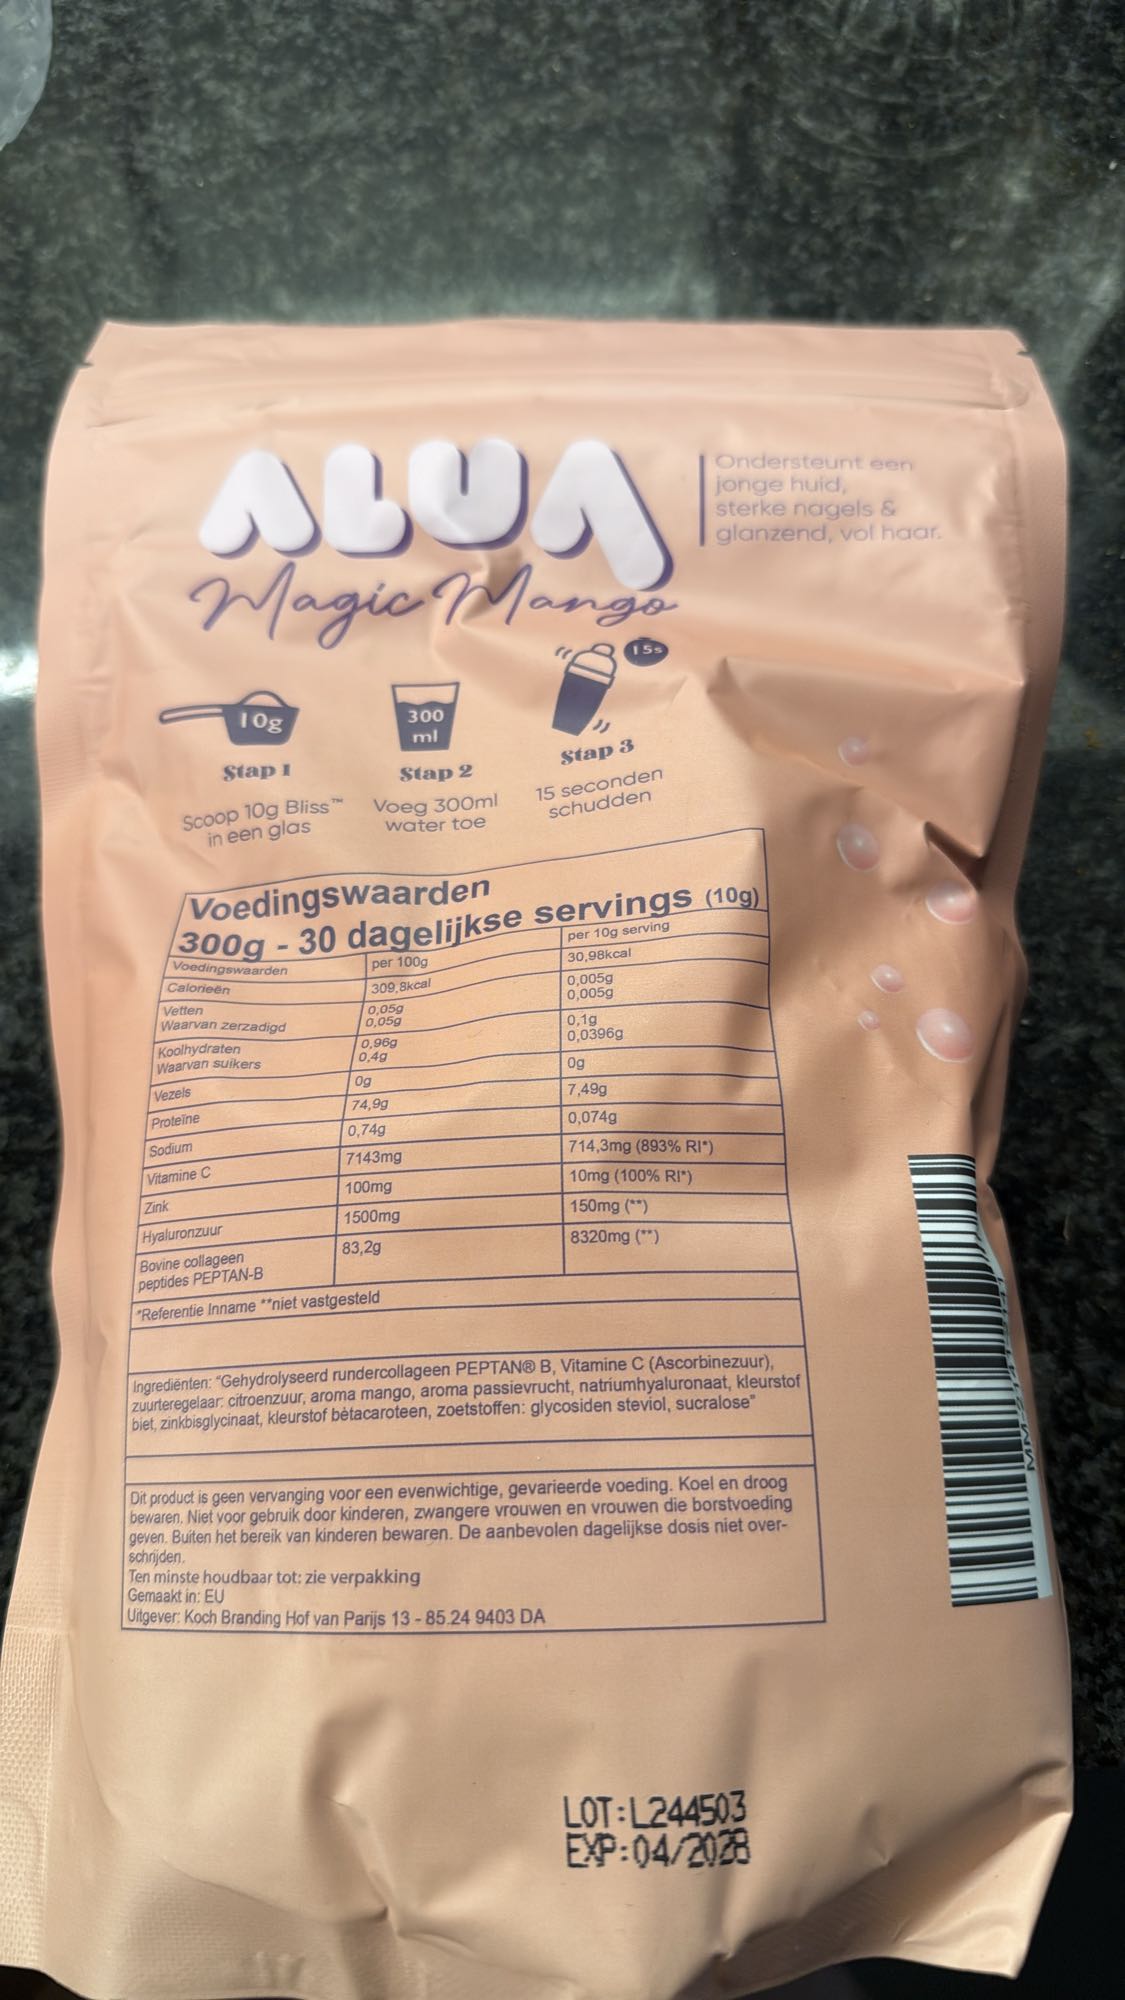 ALUA
Magic Mango
Ondersteunt een
jonge huid,
sterke nagels &
glanzend, vol haar.
10g
300
ml
15s
Stap 1
Scoop 10g Bliss™
in een glas
Stap 2
Voeg 300ml
water toe
Stap 3
15 seconden
schudden
Voedingswaarden
300g - 30 dagelijkse servings (10g)
Voedingswaarden per 100g per 10g serving
Calorieën 309,8kcal 30,98kcal
Vetten 0,05g 0,005g
Waarvan zerzadigd 0,05g 0,005g
Koolhydraten 0,96g 0,1g
Waarvan suikers 0,4g 0,0396g
Vezels 0g 0g
Proteïne 74,9g 7,49g
Sodium 0,74g 0,074g
Vitamine C 7143mg 714,3mg (893% RI*)
Zink 100mg 10mg (100% RI*)
Hyaluronzuur 1500mg 150mg (**)
Bovine collageen 83,2g 8320mg (**)
peptides PEPTAN-B
*Referentie Inname **niet vastgesteld
Ingrediënten: "Gehydrolyseerd rundercollageen PEPTAN® B, Vitamine C (Ascorbinezuur),
zuurteregelaar: citroenzuur, aroma mango, aroma passievrucht, natriumhyaluronaat, kleurstof
biet, zinkbisglycinaat, kleurstof bètacaroteen, zoetstoffen: glycosiden steviol, sucralose"
Dit product is geen vervanging voor een evenwichtige, gevarieerde voeding. Koel en droog
bewaren. Niet voor gebruik door kinderen, zwangere vrouwen en vrouwen die borstvoeding
geven. Buiten het bereik van kinderen bewaren. De aanbevolen dagelijkse dosis niet over-
schrijden.
Ten minste houdbaar tot: zie verpakking
Gemaakt in: EU
Uitgever: Koch Branding Hof van Parijs 13 - 85.24 9403 DA
LOT:L244503
EXP:04/2028